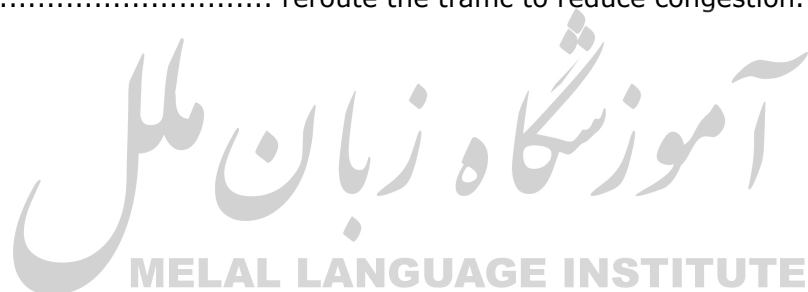 ............................. reroute the traffic to reduce congestion.
آموزشگاه زبان ملل
MELAL LANGUAGE INSTITUTE